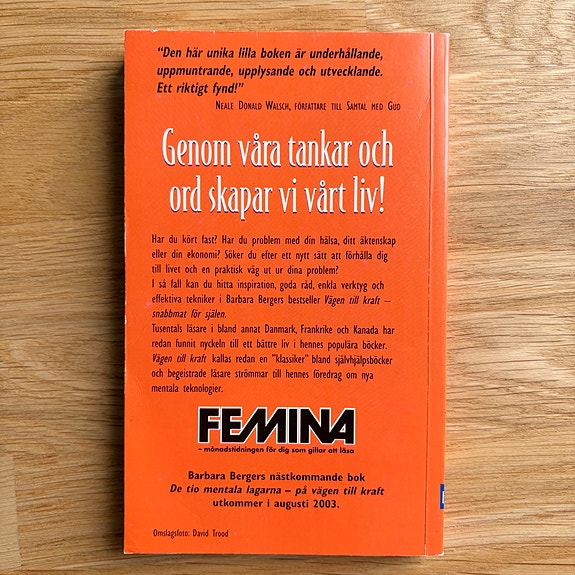 "Den här unika lilla boken är underhållande,
uppmuntrande, upplysande och utvecklande.
Ett riktigt fynd!"
Neale Donald Walsch, författare till Samtal med Gud
Genom våra tankar och
ord skapar vi vårt liv!
Har du kört fast? Har du problem med din hälsa, ditt äktenskap
eller din ekonomi? Söker du efter ett nytt sätt att förhålla dig
till livet och en praktisk väg ut ur dina problem?
I så fall kan du hitta inspiration, goda råd, enkla verktyg och
effektiva tekniker i Barbara Bergers bestseller Vägen till kraft –
snabbmat för själen.
Tusentals läsare i bland annat Danmark, Frankrike och Kanada har
redan funnit nyckeln till ett bättre liv i hennes populära böcker.
Vägen till kraft kallas redan en "klassiker" bland självhjälpsböcker
och begeistrade läsare strömmar till hennes föredrag om nya
mentala teknologier.
FEMINA
– månadstidningen för dig som gillar att läsa
Barbara Bergers nästkommande bok
De tio mentala lagarna – på vägen till kraft
utkommer i augusti 2003.
Omslagsfoto: David Trood